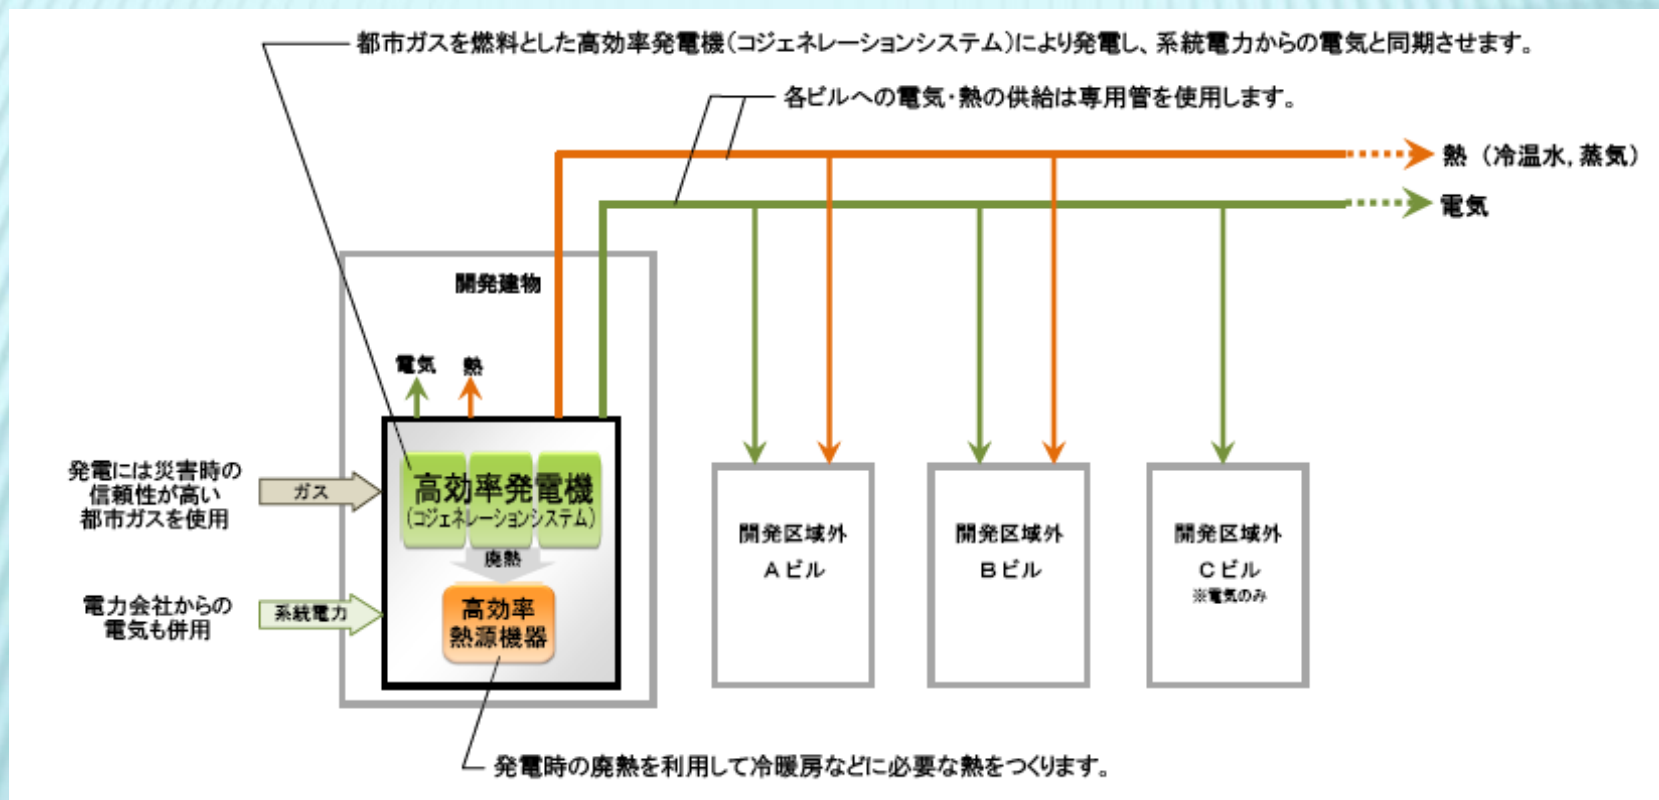 都市ガスを燃料とした高効率発電機(コジェネレーションシステム)により発電し、系統電力からの電気と同期させます。
各ビルへの電気・熱の供給は専用管を使用します。
熱 (冷温水,蒸気)
電気
開発建物
電気
熱
発電には災害時の
信頼性が高い
都市ガスを使用
ガス
高効率発電機
(コジェネレーションシステム)
廃熱
高効率
熱源機器
電力会社からの
電気も併用
系統電力
開発区域外
Aビル
開発区域外
Bビル
開発区域外
Cビル
※電気のみ
発電時の廃熱を利用して冷暖房などに必要な熱をつくります。